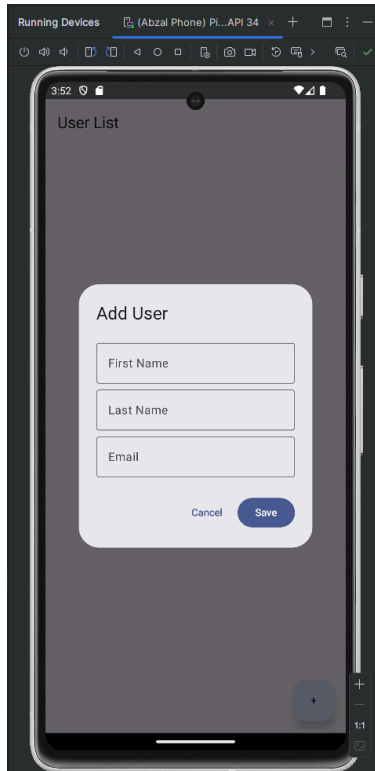 Running Devices (Abzal Phone) Pi...API 34
3:52
User List
Add User
First Name
Last Name
Email
Cancel Save
+
1:1